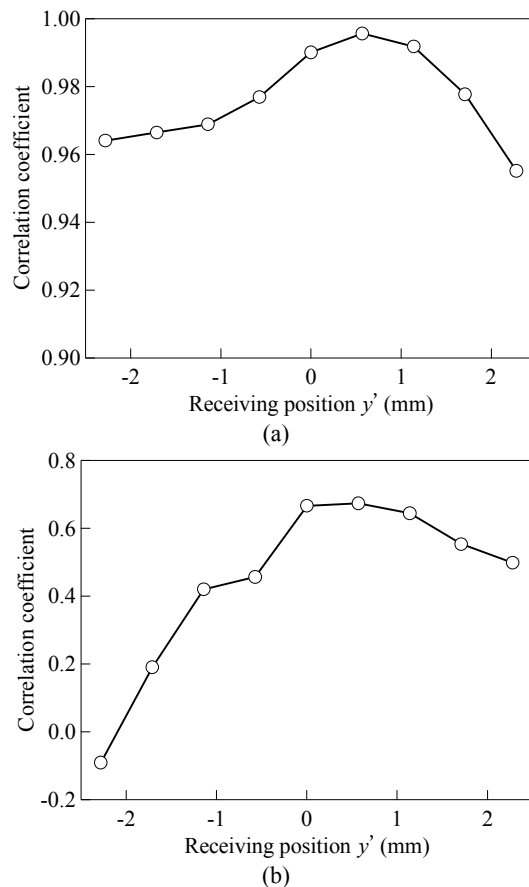 1.00
0.98
0.96
0.94
0.92
0.90
Correlation coefficient
-2 -1 0 1 2
Receiving position y' (mm)
(a)
0.8
0.6
0.4
0.2
0.0
-0.2
Correlation coefficient
-2 -1 0 1 2
Receiving position y' (mm)
(b)